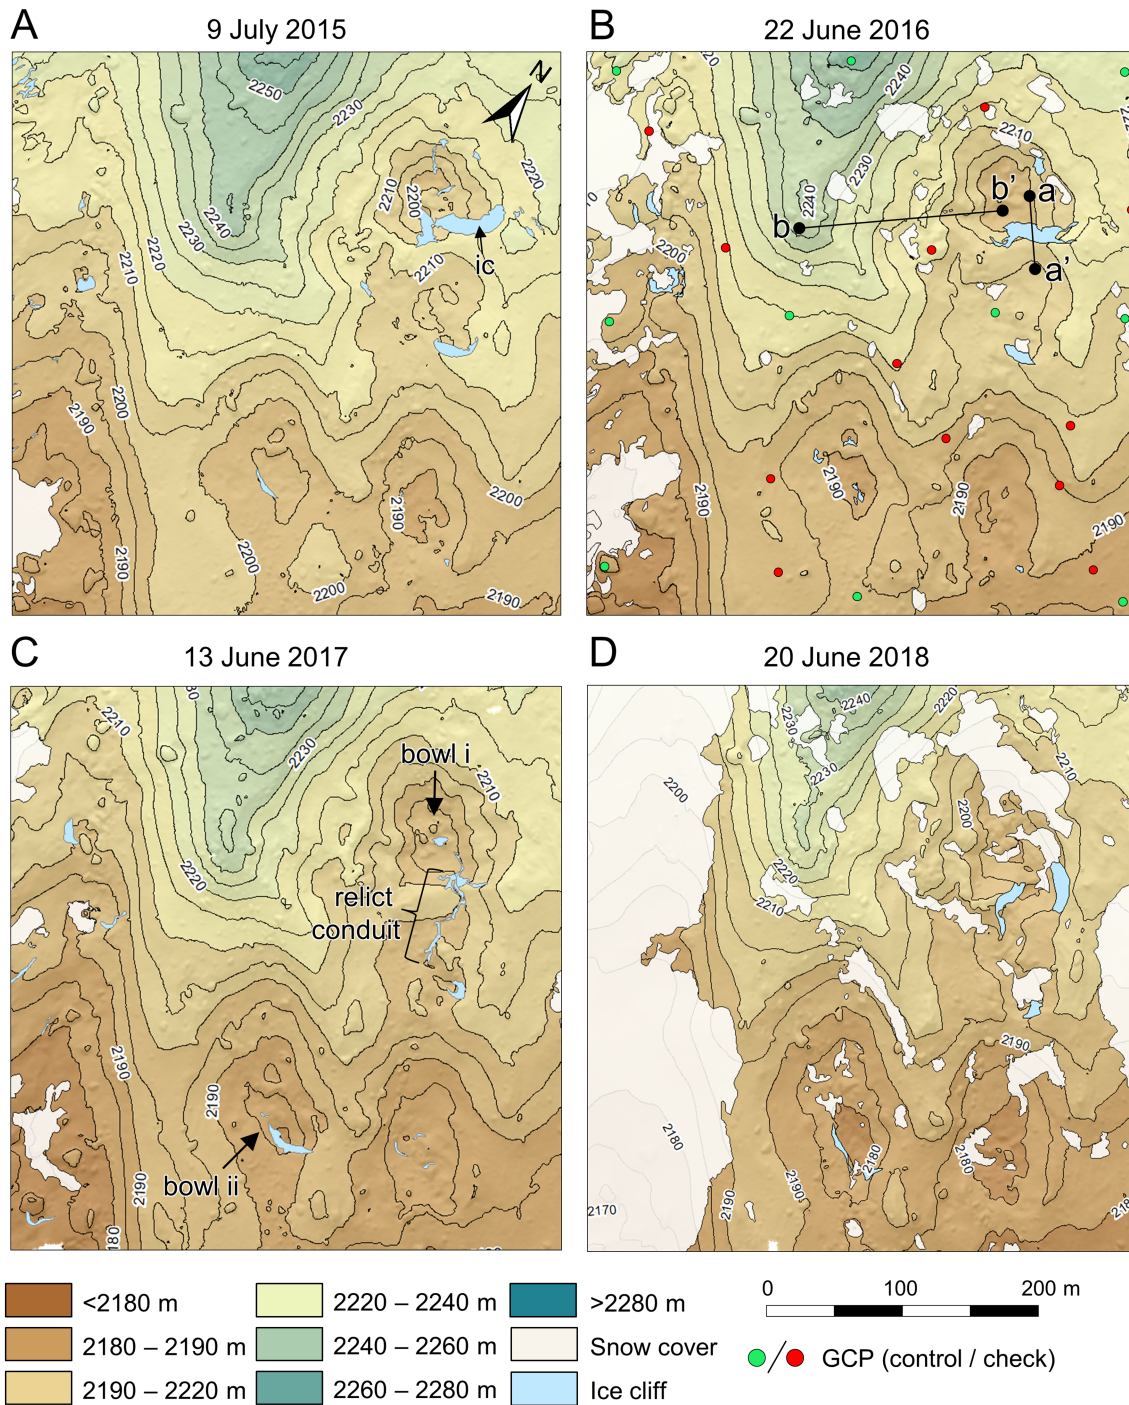 A
9 July 2015
N
2250
2230
2220
2210
2200
2240
2230
2220
2210
2210
ic
2200
2190
2190
2200
2200
2200
2190
2190
B
22 June 2016
2240
2210
2230
2240
b
b’
a
a’
2200
2190
2190
2190
2190
C
13 June 2017
2210
2230
bowl i
2210
2220
relict
conduit
2190
2190
bowl ii
2190
D
20 June 2018
2240
2220
2230
2230
2210
2200
2200
2220
2210
2190
2180
2180
2180
2190
2190
2170
<2180 m
2180 – 2190 m
2190 – 2220 m
2220 – 2240 m
2240 – 2260 m
2260 – 2280 m
>2280 m
Snow cover
Ice cliff
0 100 200 m
GCP (control / check)